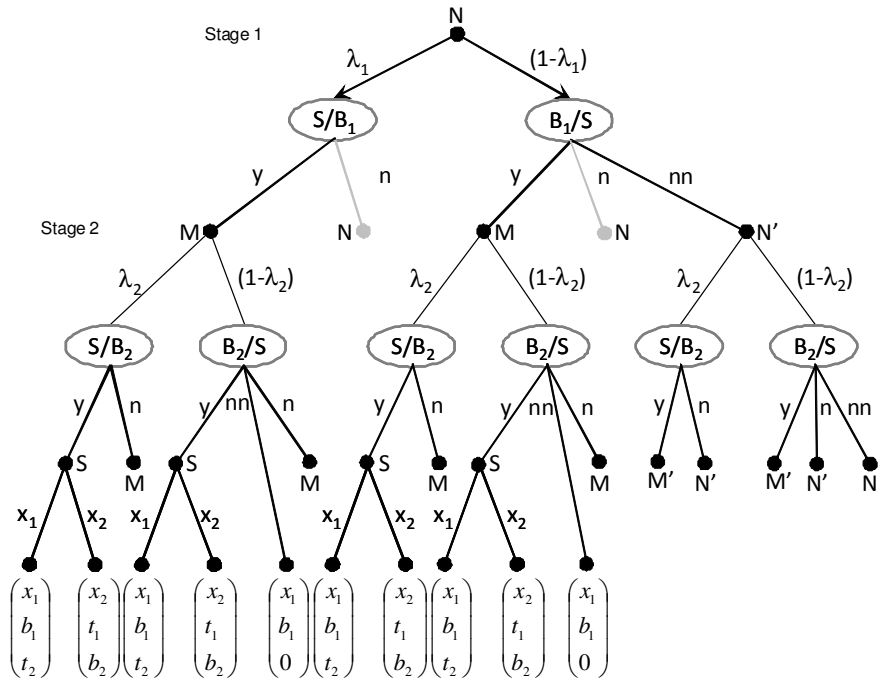 N
Stage 1
λ₁ (1-λ₁)
S/B₁ B₁/S
y n y n nn
Stage 2
M N M N N’
λ₂ (1-λ₂) λ₂ (1-λ₂) λ₂ (1-λ₂)
S/B₂ B₂/S S/B₂ B₂/S S/B₂ B₂/S
y n y nn n y n y nn n y n y n nn
S M S M S M S M M’ N’ M’ N’ N
x₁ x₂ x₁ x₂ x₁ x₂ x₁ x₂
x₁ x₂ x₁ x₂ x₁ x₁ x₂ x₁ x₂ x₁
b₁ t₁ b₁ t₁ b₁ b₁ t₁ b₁ t₁ b₁
t₂ b₂ t₂ b₂ 0 t₂ b₂ t₂ b₂ 0